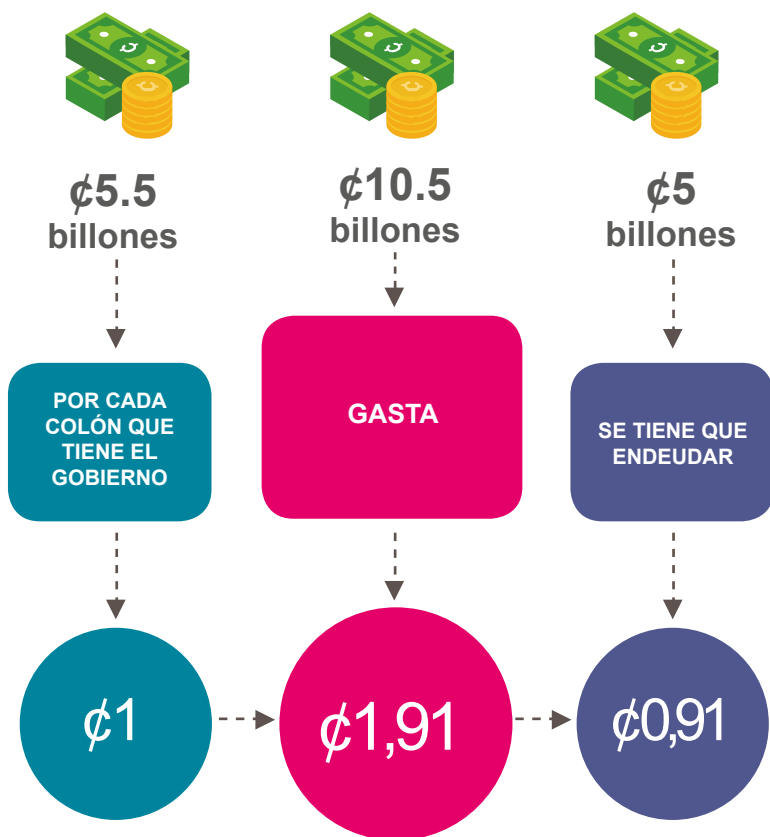 ₡5.5
billones
₡10.5
billones
₡5
billones
POR CADA
COLÓN QUE
TIENE EL
GOBIERNO
GASTA
SE TIENE QUE
ENDEUDAR
₡1
₡1,91
₡0,91